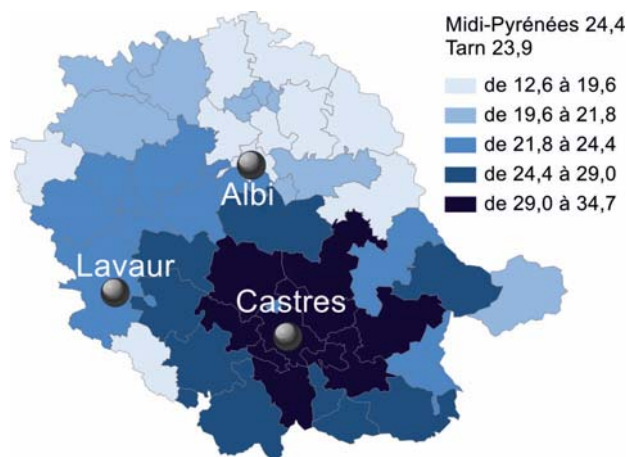 Midi-Pyrénées 24,4
Tarn 23,9
de 12,6 à 19,6
de 19,6 à 21,8
de 21,8 à 24,4
de 24,4 à 29,0
de 29,0 à 34,7
Albi
Lavaur
Castres